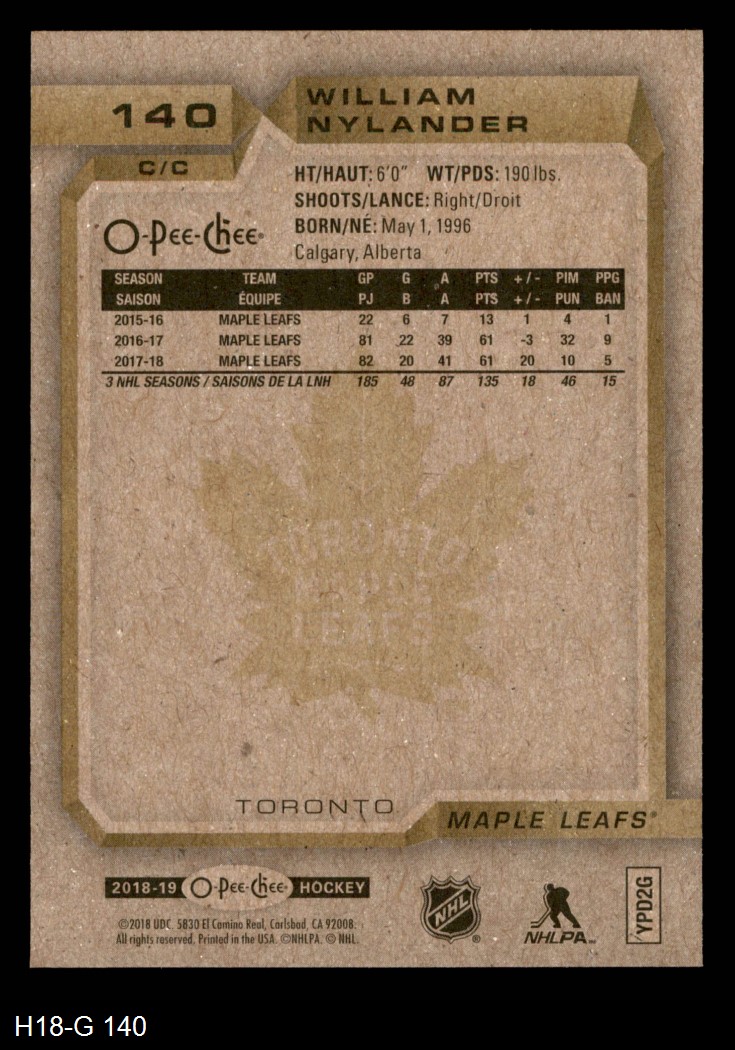 140
WILLIAM
NYLANDER
C/C
HT/HAUT: 6'0" WT/PDS: 190 lbs.
SHOOTS/LANCE: Right/Droit
BORN/NÉ: May 1, 1996
Calgary, Alberta
O-Pee-Chee®
SEASON TEAM GP G A PTS +/- PIM PPG
SAISON ÉQUIPE PJ B A PTS +/- PUN BAN
2015-16 MAPLE LEAFS 22 6 7 13 1 4 1
2016-17 MAPLE LEAFS 81 22 39 61 -3 32 9
2017-18 MAPLE LEAFS 82 20 41 61 20 10 5
3 NHL SEASONS / SAISONS DE LA LNH 185 48 87 135 18 46 15
TORONTO
MAPLE
LEAFS
TORONTO
MAPLE LEAFS®
2018-19 O-Pee-Chee® HOCKEY
©2018 UDC. 5830 El Camino Real, Carlsbad, CA 92008.
All rights reserved. Printed in the USA. ©NHLPA. © NHL.
NHL®
NHLPA™
YPD2G
H18-G 140